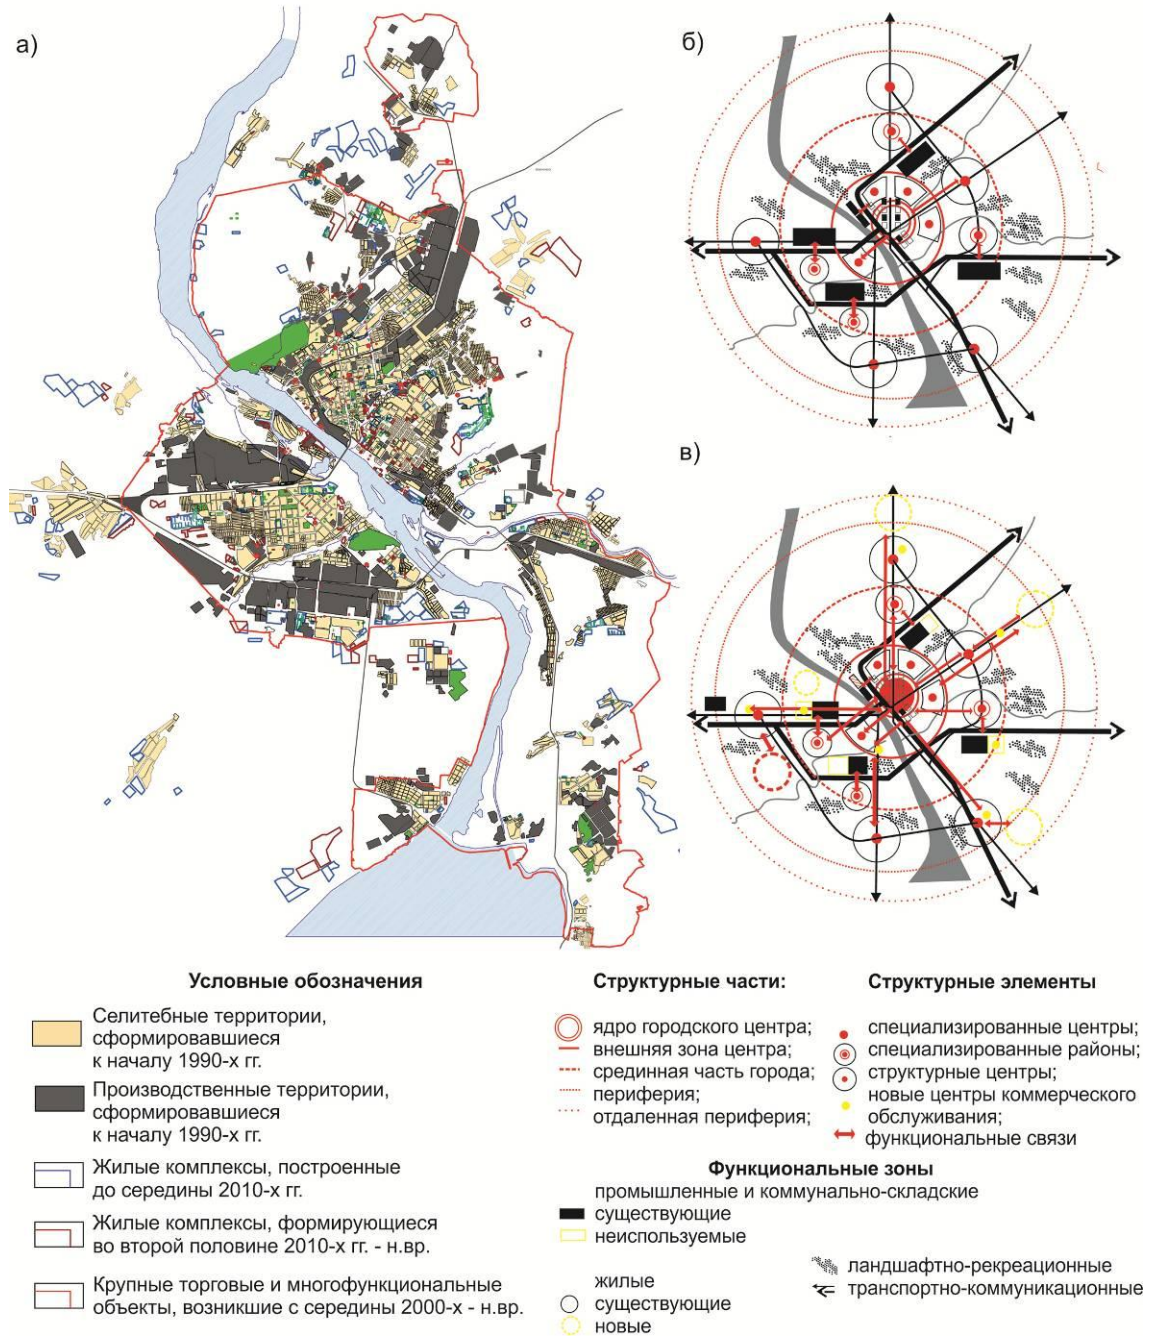 а)
б)
в)
Условные обозначения
Селитебные территории,
сформировавшиеся
к началу 1990-х гг.
Производственные территории,
сформировавшиеся
к началу 1990-х гг.
Жилые комплексы, построенные
до середины 2010-х гг.
Жилые комплексы, формирующиеся
во второй половине 2010-х гг. - н.вр.
Крупные торговые и многофункциональные
объекты, возникшие с середины 2000-х - н.вр.
Структурные части:
ядро городского центра;
внешняя зона центра;
срединная часть города;
периферия;
отдаленная периферия;
Структурные элементы
специализированные центры;
специализированные районы;
структурные центры;
новые центры коммерческого
обслуживания;
функциональные связи
Функциональные зоны
промышленные и коммунально-складские
существующие
неиспользуемые
жилые
существующие
новые
ландшафтно-рекреационные
транспортно-коммуникационные